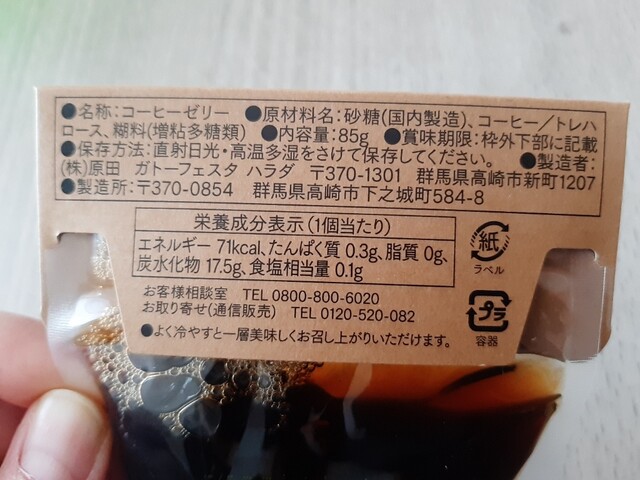 ●名称:コーヒーゼリー ●原材料名:砂糖(国内製造)、コーヒー/トレハ
ロース、糊料(増粘多糖類) ●内容量:85g ●賞味期限:枠外下部に記載
●保存方法:直射日光・高温多湿をさけて保存してください。 ●製造者:
(株)原田 ガトーフェスタ ハラダ 〒370-1301 群馬県高崎市新町1207
●製造所:〒370-0854 群馬県高崎市下之城町584-8
栄養成分表示(1個当たり)
エネルギー 71kcal、たんぱく質 0.3g、脂質 0g、
炭水化物 17.5g、食塩相当量 0.1g
お客様相談室 TEL 0800-800-6020
お取り寄せ(通信販売) TEL 0120-520-082
●よく冷やすと一層美味しくお召し上がりいただけます。
紙
ラベル
プラ
容器